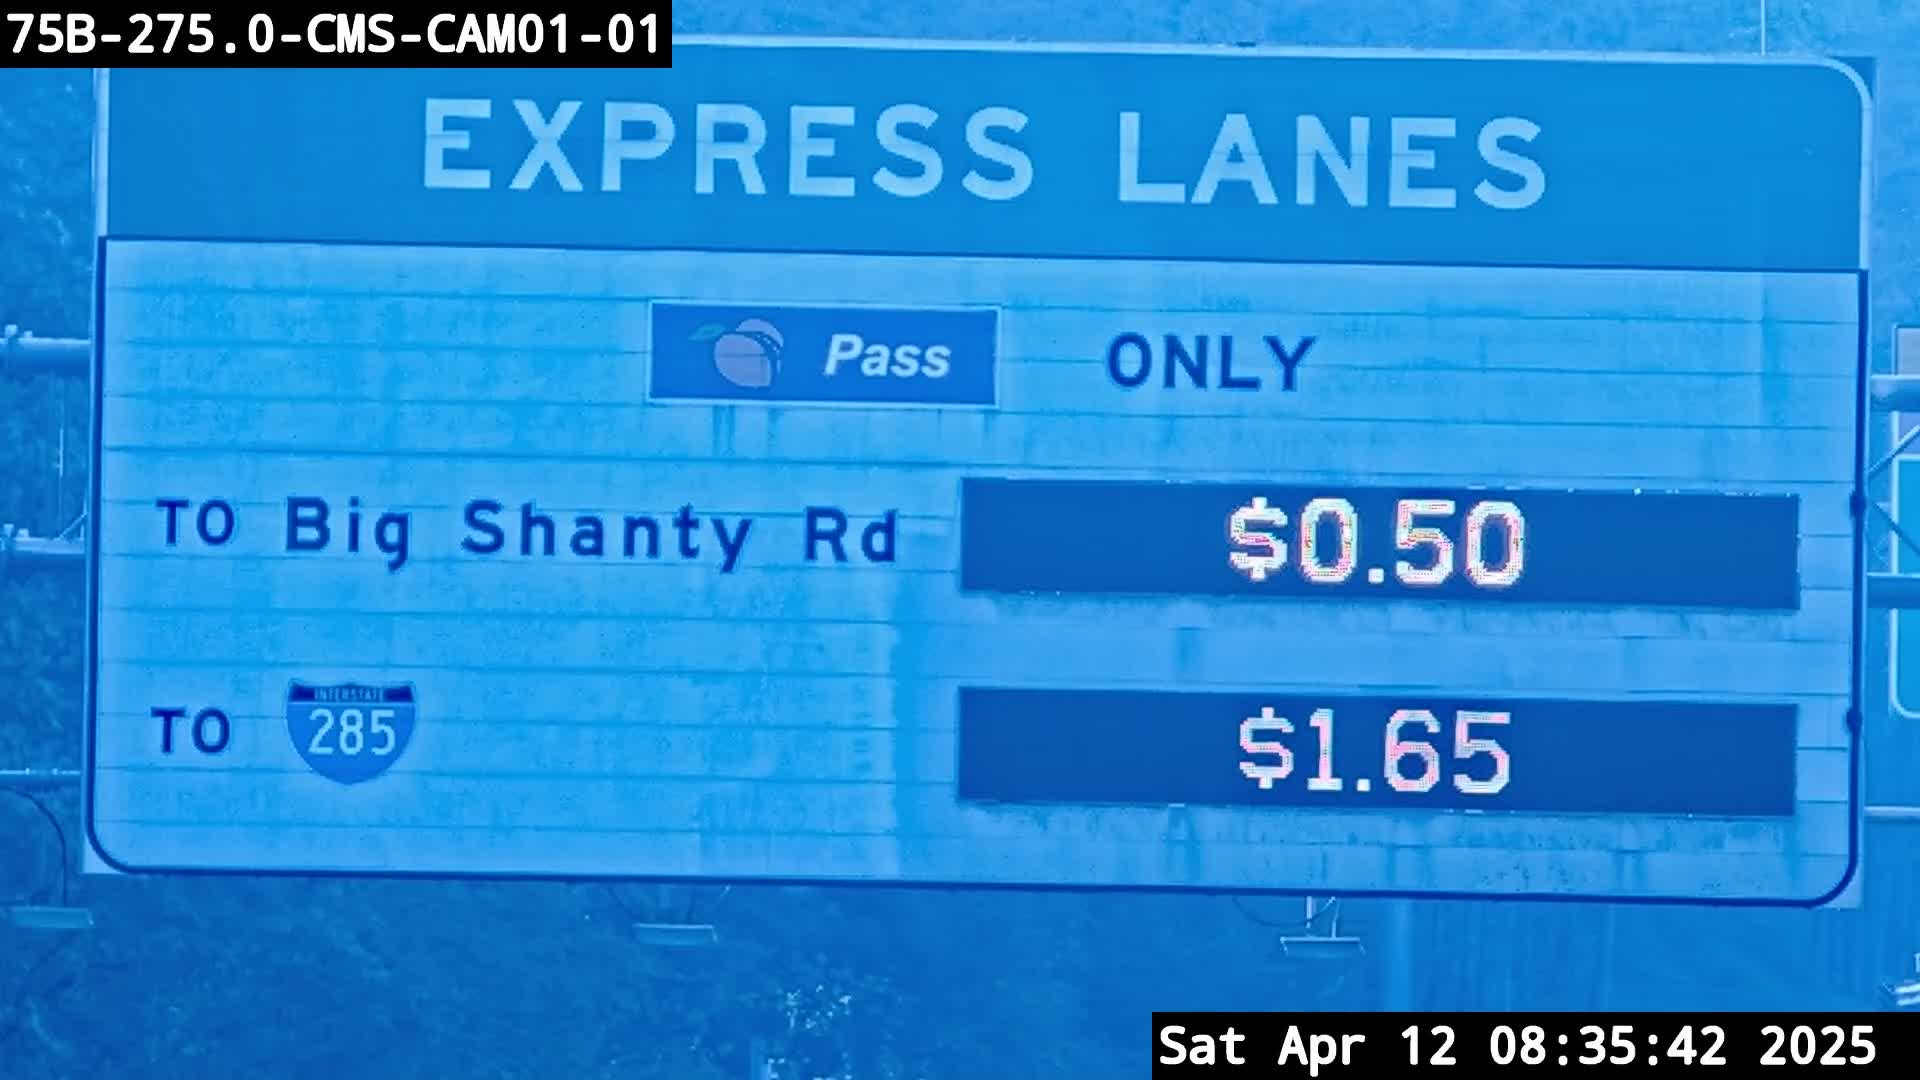 75B-275.0-CMS-CAM01-01
EXPRESS LANES
Pass ONLY
TO Big Shanty Rd $0.50
INTERSTATE
TO 285 $1.65
Sat Apr 12 08:35:42 2025